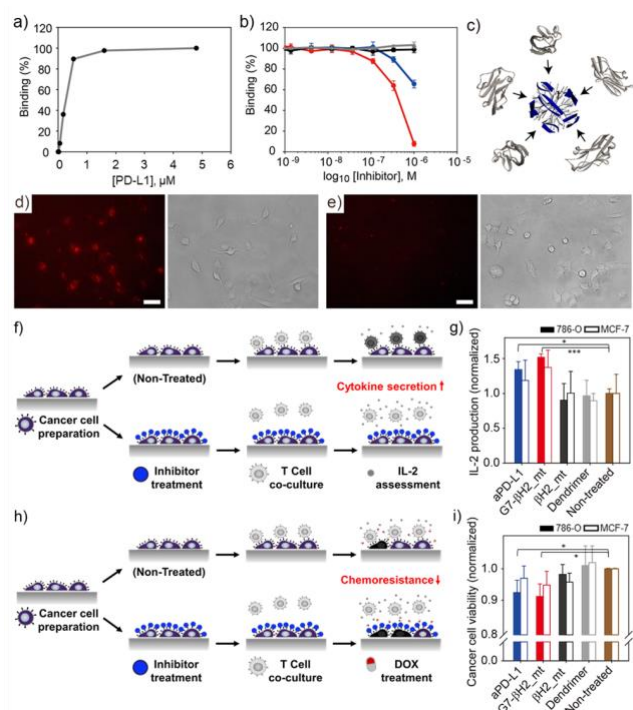 a)
100
80
60
40
20
0
Binding (%)
0 1 2 3 4 5 6
[PD-L1], µM
b)
120
100
80
60
40
20
0
Binding (%)
10⁻⁹ 10⁻⁸ 10⁻⁷ 10⁻⁶ 10⁻⁵
log₁₀ [Inhibitor], M
c)
d)
e)
f)
(Non-Treated)
Cytokine secretion ↑
Cancer cell
preparation
Inhibitor
treatment
T Cell
co-culture
IL-2
assessment
g)
786-O MCF-7
*
***
1.5
1.0
0.5
0.0
IL-2 production (normalized)
aPD-L1
G7-βH2_mt
βH2_mt
Dendrimer
Non-treated
h)
(Non-Treated)
Chemoresistance↓
Cancer cell
preparation
Inhibitor
treatment
T Cell
co-culture
DOX
treatment
i)
786-O MCF-7
*
*
1.0
0.9
0.8
0.0
Cancer cell viability (normalized)
aPD-L1
G7-βH2_mt
βH2_mt
Dendrimer
Non-treated